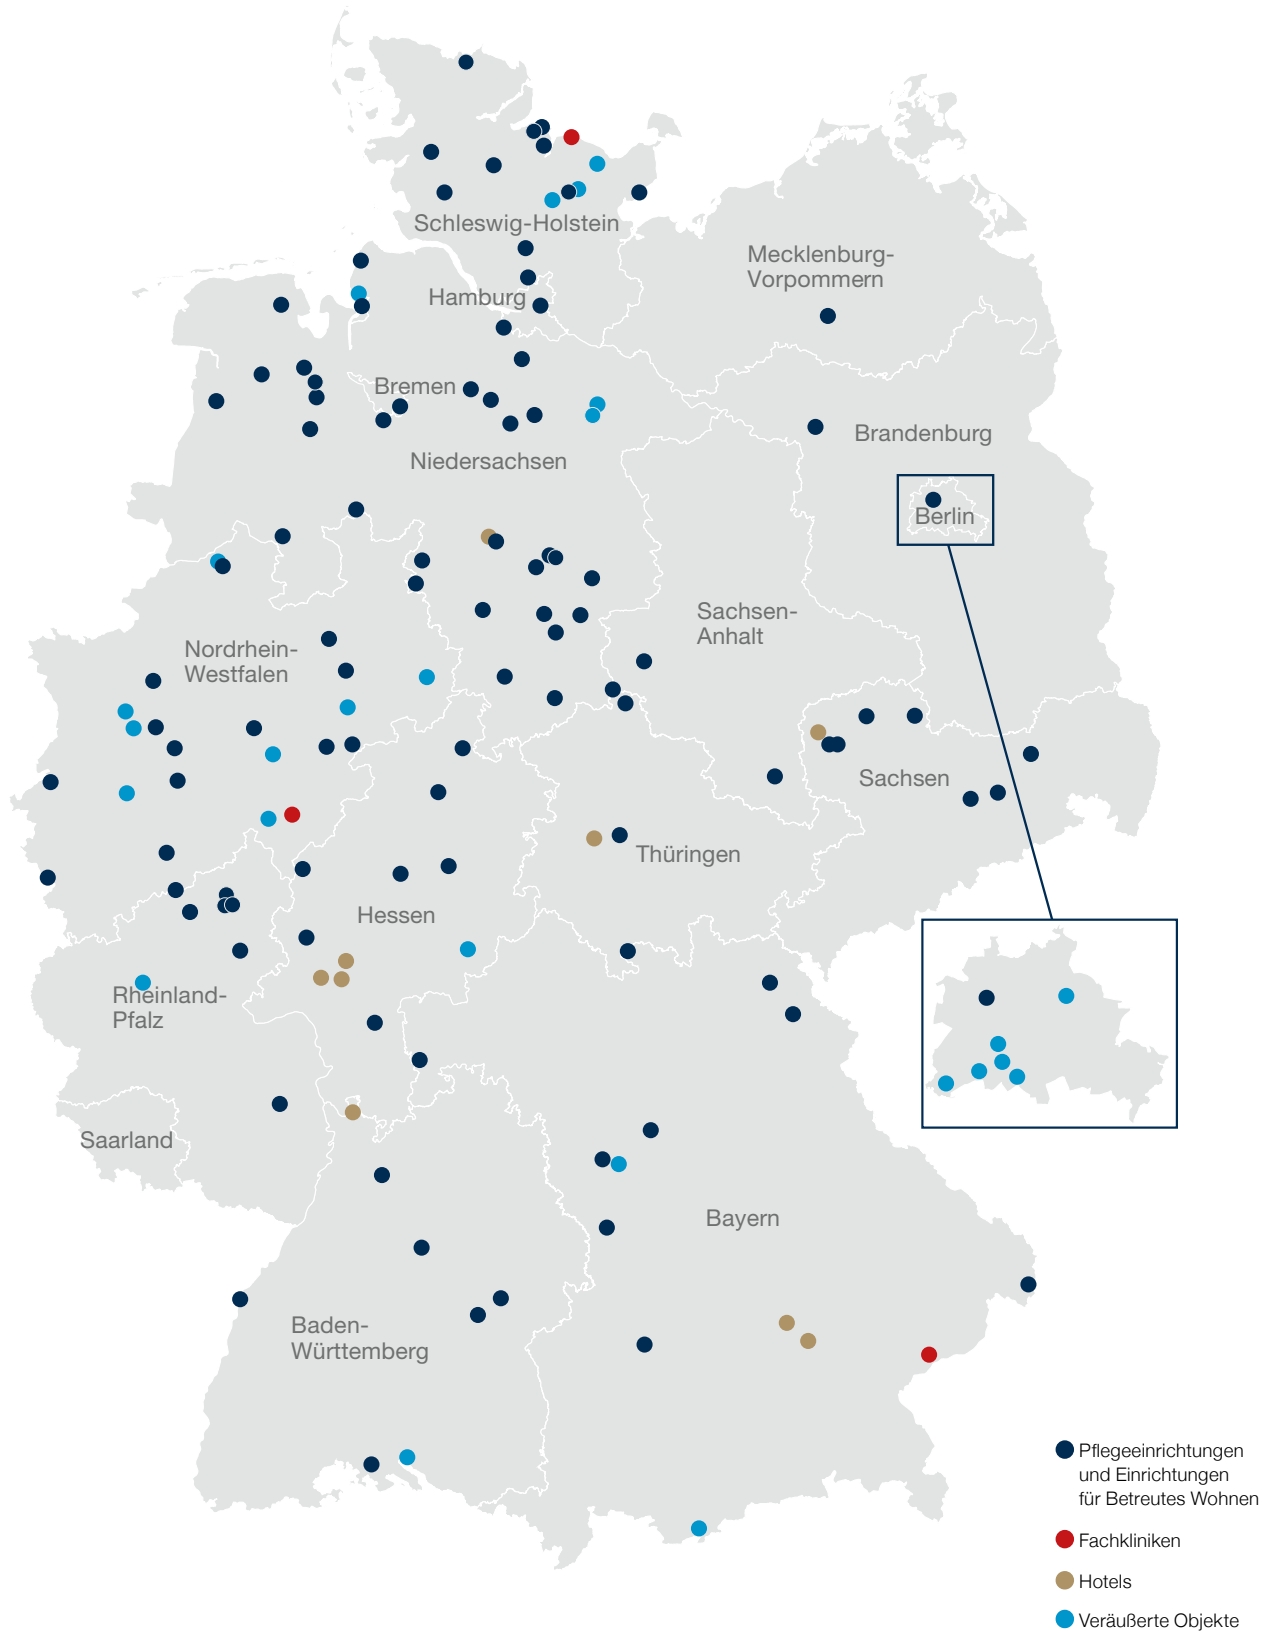 Schleswig-Holstein
Mecklenburg-
Vorpommern
Hamburg
Bremen
Brandenburg
Niedersachsen
Berlin
Sachsen-
Anhalt
Nordrhein-
Westfalen
Sachsen
Thüringen
Hessen
Rheinland-
Pfalz
Saarland
Bayern
Baden-
Württemberg
Pflegeeinrichtungen
und Einrichtungen
für Betreutes Wohnen
Fachkliniken
Hotels
Veräußerte Objekte